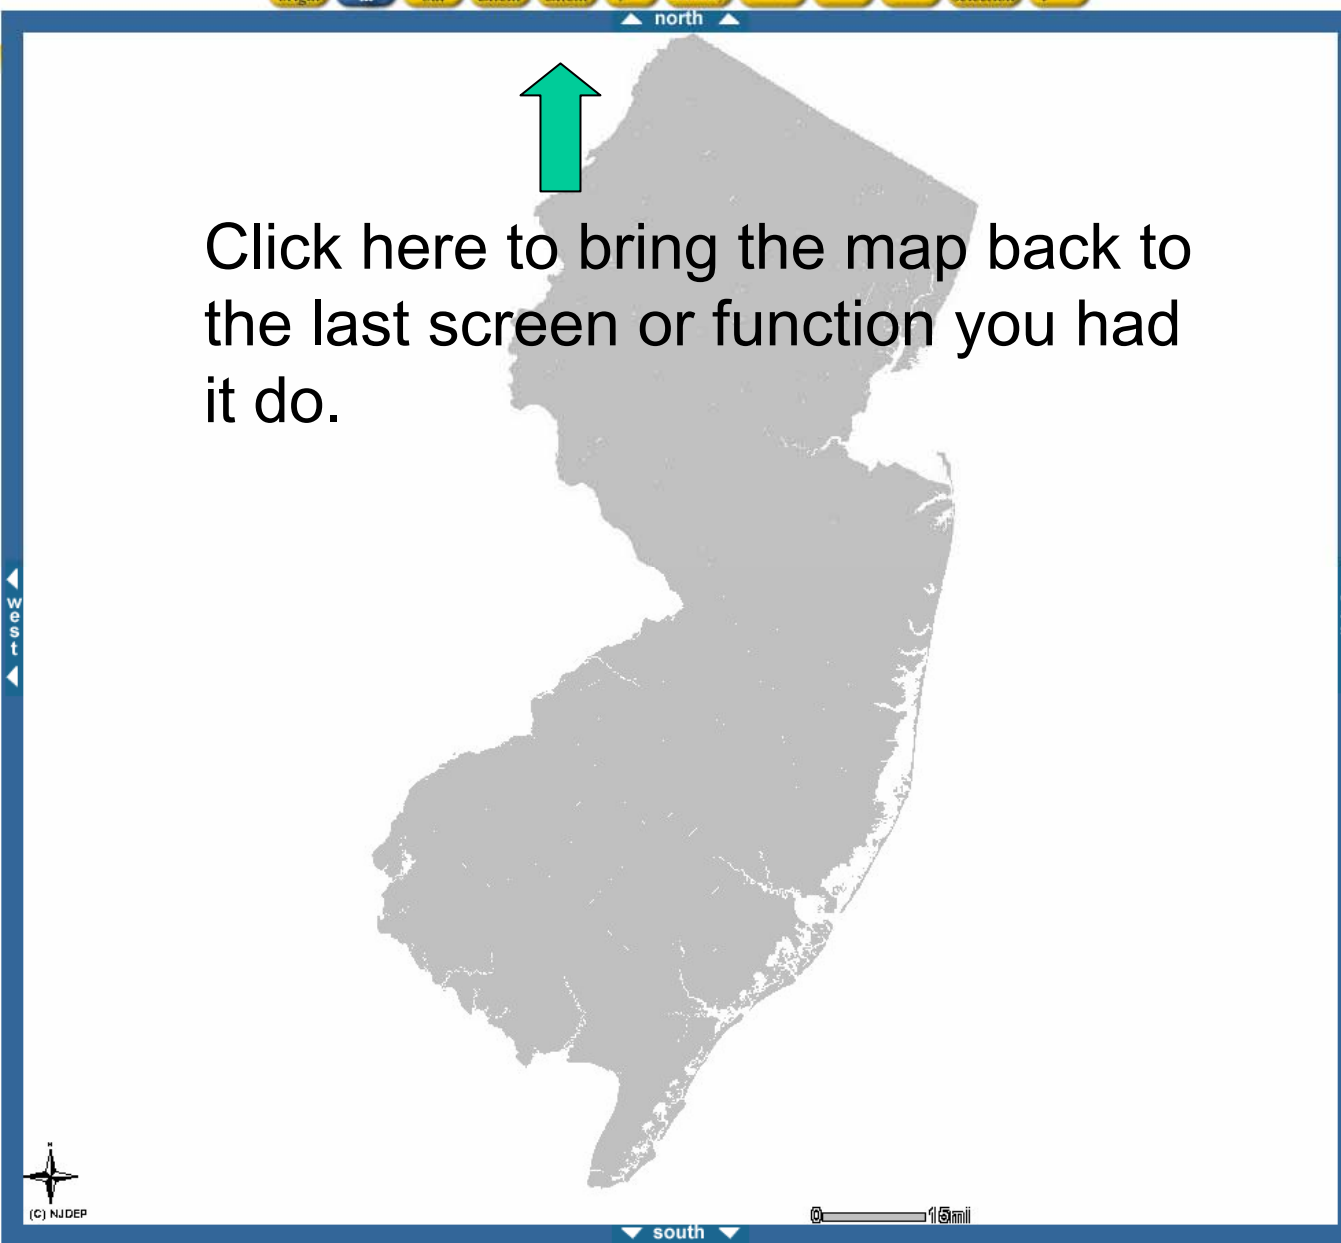 north
Click here to bring the map back to
the last screen or function you had
it do.
west
(C) NJDEP
0 15mi
south